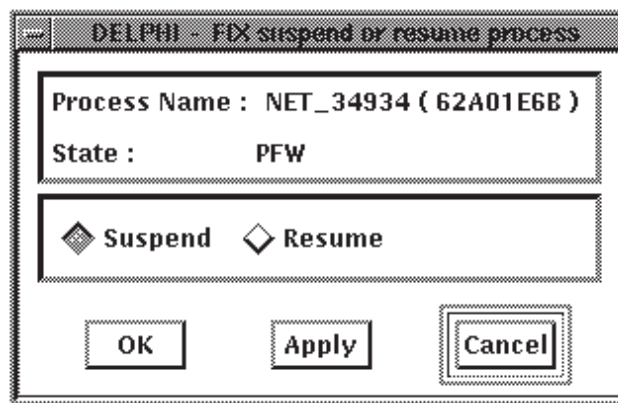 DELPHI - FIX suspend or resume process
Process Name : NET_34934 ( 62A01E6B )
State : PFW
Suspend Resume
OK Apply Cancel